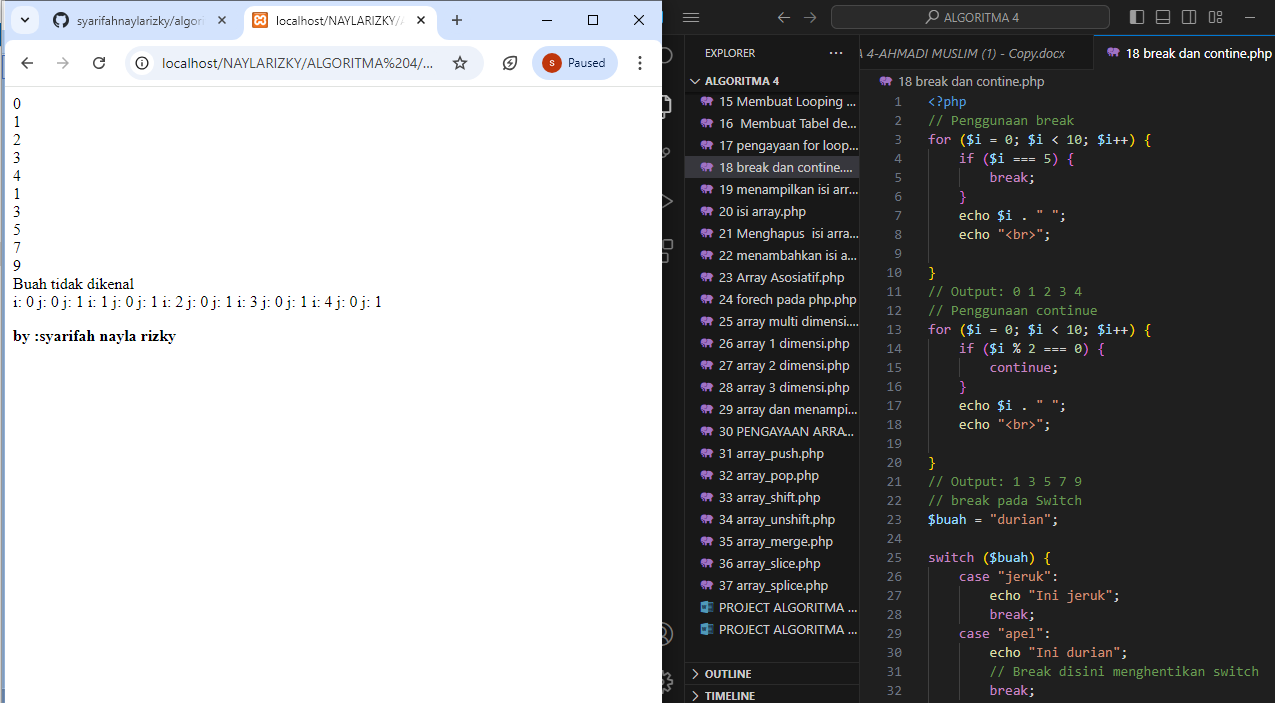 syarifahnaylarizky/algori
localhost/NAYLARIZKY/A
localhost/NAYLARIZKY/ALGORITMA%204/...
S
Paused
0
1
2
3
4
1
3
5
7
9
Buah tidak dikenal
i: 0 j: 0 j: 1 i: 1 j: 0 j: 1 i: 2 j: 0 j: 1 i: 3 j: 0 j: 1 i: 4 j: 0 j: 1
by :syarifah nayla rizky
ALGORITMA 4
EXPLORER
ALGORITMA 4
15 Membuat Looping ...
16  Membuat Tabel de...
17 pengayaan for loop...
18 break dan contine....
19 menampilkan isi arr...
20 isi array.php
21 Menghapus  isi arra...
22 menambahkan isi a...
23 Array Asosiatif.php
24 forech pada php.php
25 array multi dimensi....
26 array 1 dimensi.php
27 array 2 dimensi.php
28 array 3 dimensi.php
29 array dan menampi...
30 PENGAYAAN ARRA...
31 array_push.php
32 array_pop.php
33 array_shift.php
34 array_unshift.php
35 array_merge.php
36 array_slice.php
37 array_splice.php
PROJECT ALGORITMA ...
PROJECT ALGORITMA ...
OUTLINE
TIMELINE
A 4-AHMADI MUSLIM (1) - Copy.docx
18 break dan contine.php
18 break dan contine.php
1 <?php
2 // Penggunaan break
3 for ($i = 0; $i < 10; $i++) {
4     if ($i === 5) {
5         break;
6     }
7     echo $i . " ";
8     echo "<br>";
9
10 }
11 // Output: 0 1 2 3 4
12 // Penggunaan continue
13 for ($i = 0; $i < 10; $i++) {
14     if ($i % 2 === 0) {
15         continue;
16     }
17     echo $i . " ";
18     echo "<br>";
19
20 }
21 // Output: 1 3 5 7 9
22 // break pada Switch
23 $buah = "durian";
24
25 switch ($buah) {
26     case "jeruk":
27         echo "Ini jeruk";
28         break;
29     case "apel":
30         echo "Ini durian";
31         // Break disini menghentikan switch
32         break;